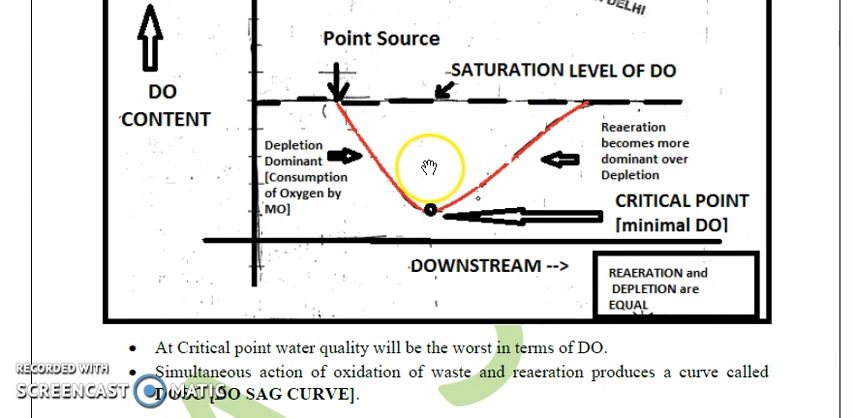 DELHI
Point Source
SATURATION LEVEL OF DO
DO
CONTENT
Depletion
Dominant
[Consumption
of Oxygen by
MO]
Reaeration
becomes more
dominant over
Depletion
CRITICAL POINT
[minimal DO]
DOWNSTREAM -->
REAERATION and
DEPLETION are
EQUAL
• At Critical point water quality will be the worst in terms of DO.
• Simultaneous action of oxidation of waste and reaeration produces a curve called
[DO SAG CURVE].
RECORDED WITH
SCREENCAST MATIC